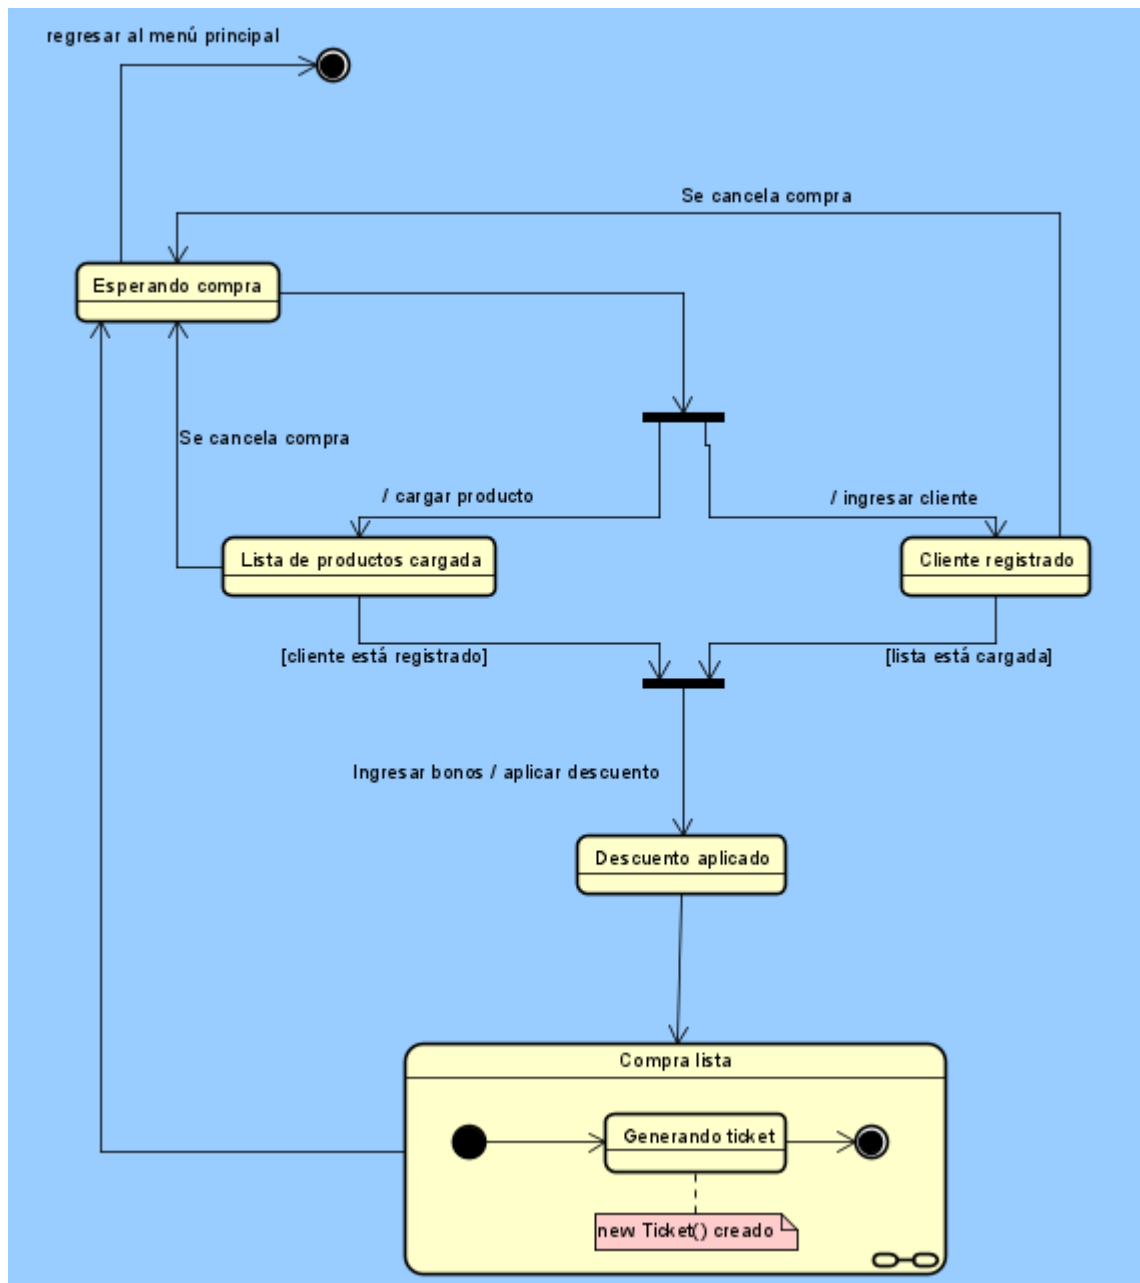 regresar al menú principal
Se cancela compra
Esperando compra
Se cancela compra
/ cargar producto
/ ingresar cliente
Lista de productos cargada
Cliente registrado
[cliente está registrado]
[lista está cargada]
Ingresar bonos / aplicar descuento
Descuento aplicado
Compra lista
Generando ticket
new Ticket() creado